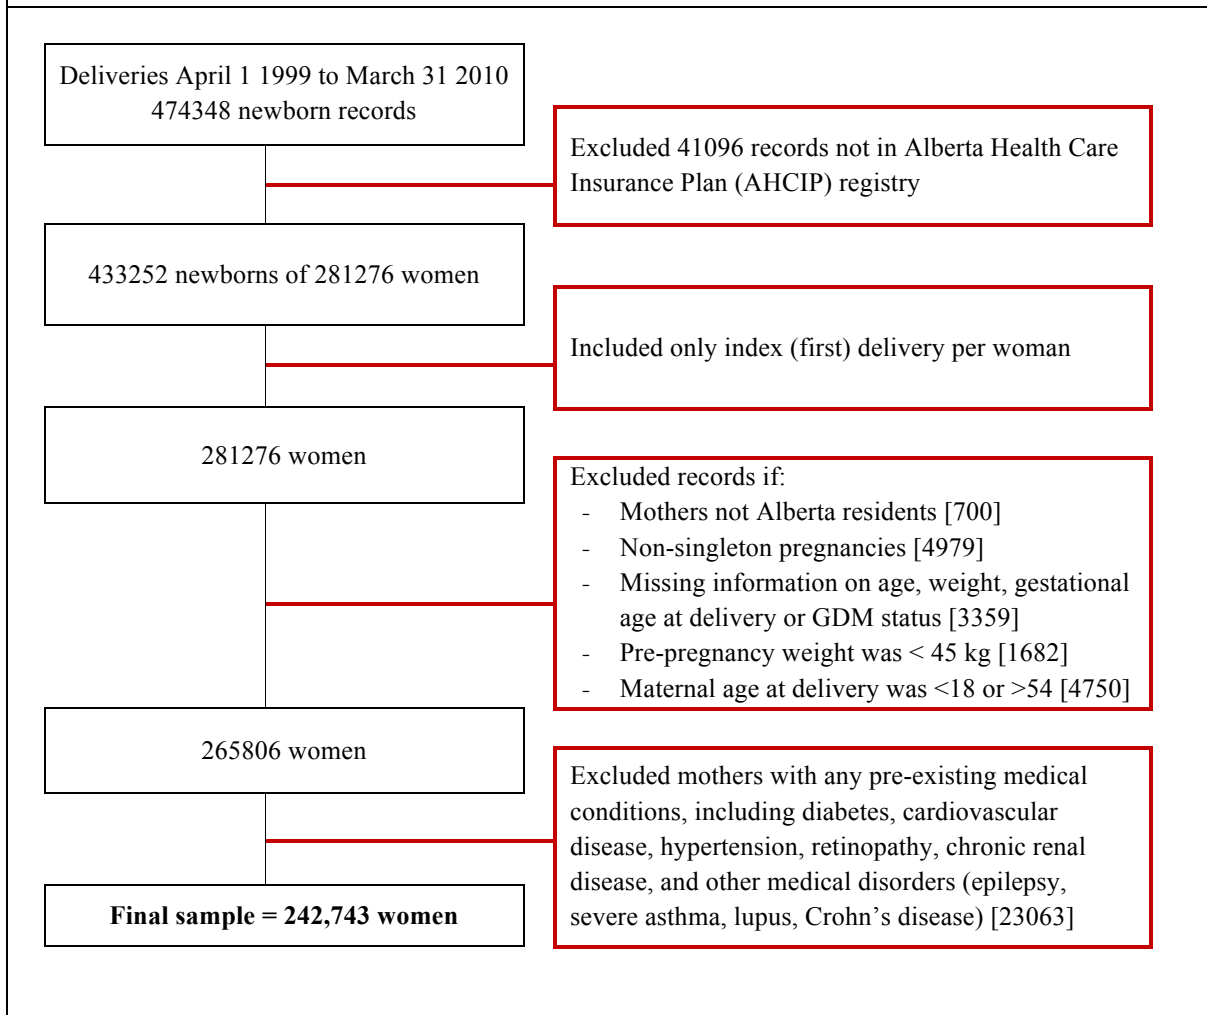 Deliveries April 1 1999 to March 31 2010
474348 newborn records
Excluded 41096 records not in Alberta Health Care
Insurance Plan (AHCIP) registry
433252 newborns of 281276 women
Included only index (first) delivery per woman
281276 women
Excluded records if:
- Mothers not Alberta residents [700]
- Non-singleton pregnancies [4979]
- Missing information on age, weight, gestational
age at delivery or GDM status [3359]
- Pre-pregnancy weight was < 45 kg [1682]
- Maternal age at delivery was <18 or >54 [4750]
265806 women
Excluded mothers with any pre-existing medical
conditions, including diabetes, cardiovascular
disease, hypertension, retinopathy, chronic renal
disease, and other medical disorders (epilepsy,
severe asthma, lupus, Crohn’s disease) [23063]
Final sample = 242,743 women